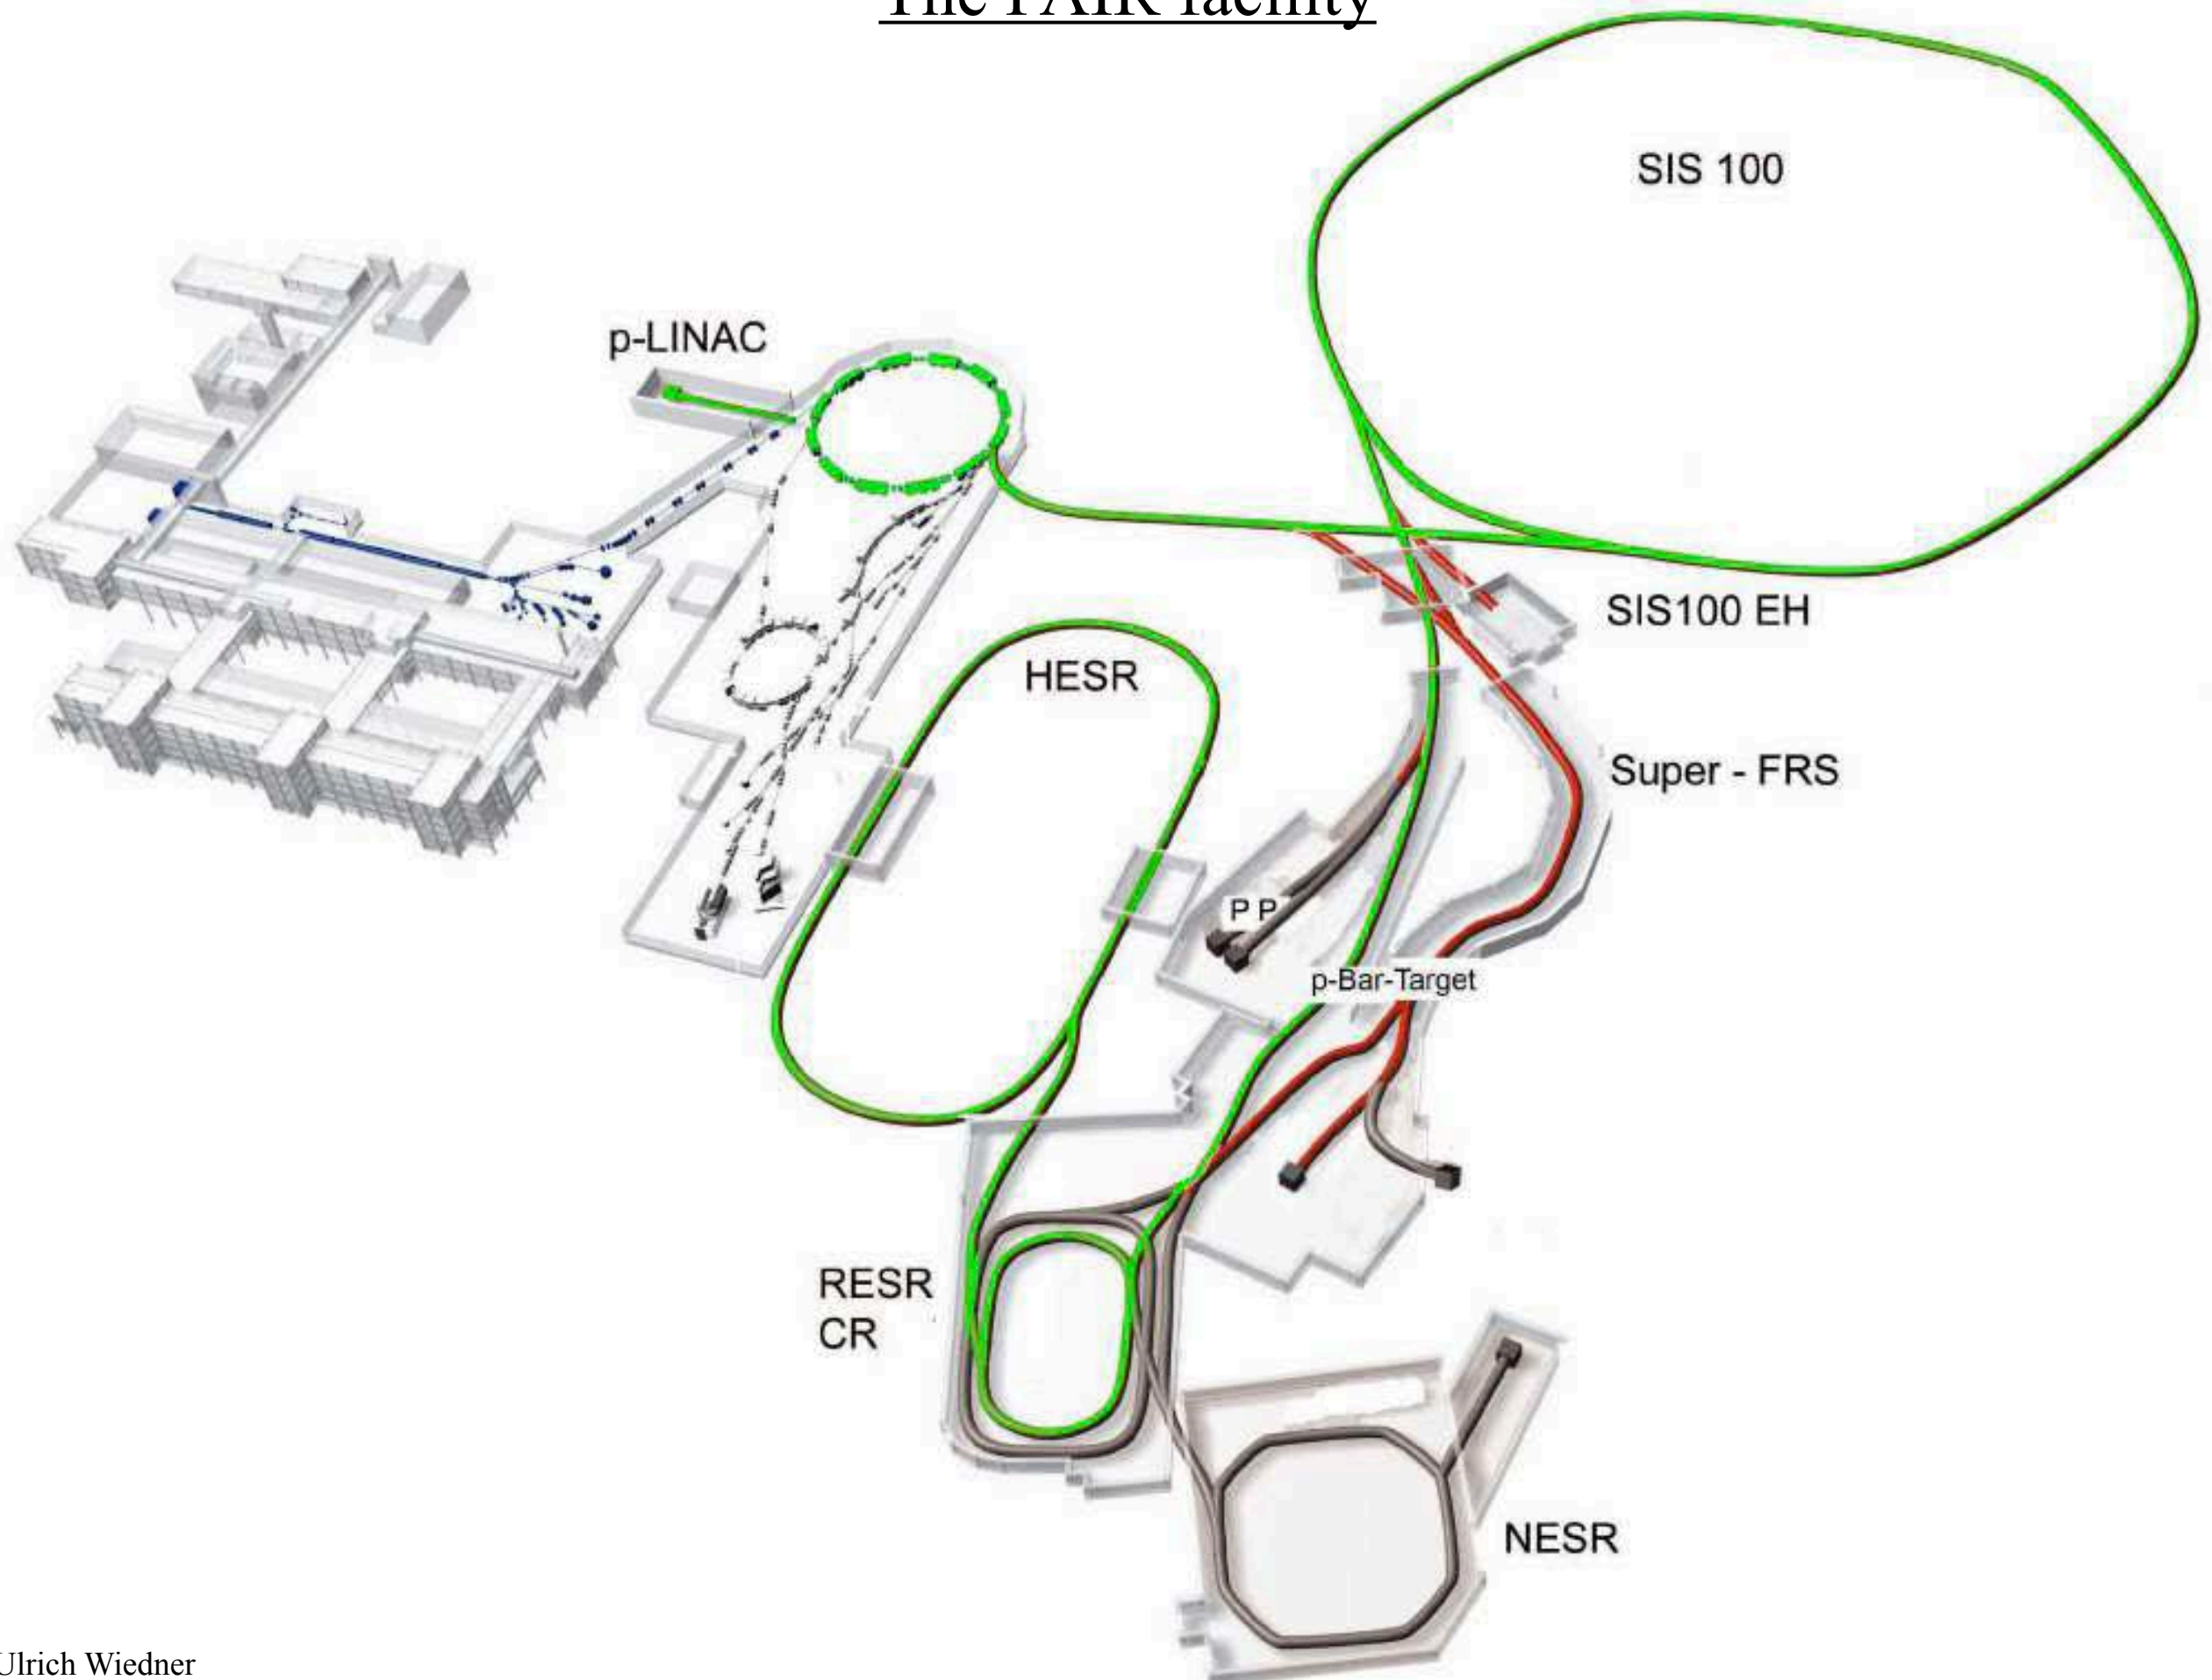 The FAIR facility
SIS 100
p-LINAC
SIS100 EH
HESR
Super - FRS
P P
p-Bar-Target
RESR
CR
NESR
Ulrich Wiedner